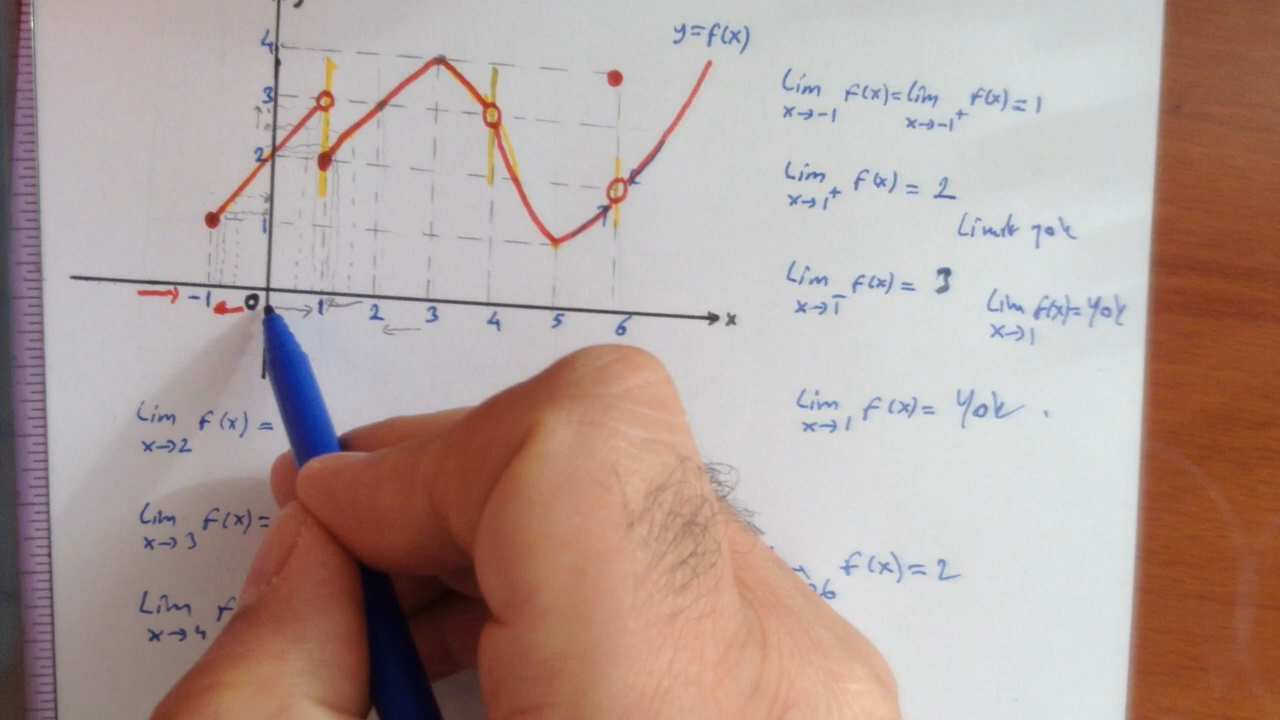 y
4
3
2
1
-1 0 1 2 3 4 5 6 x
y=f(x)
Lim f(x)=Lim f(x)=1
x→-1 x→-1⁺
Lim f(x)=2
x→1⁺
Limit yok
Lim f(x)=3
x→1⁻
Lim f(x)=Yok
x→1
Lim f(x)=Yok.
x→1
Lim f(x)=
x→2
Lim f(x)=
x→3
Lim f
x→4
f(x)=2
→6